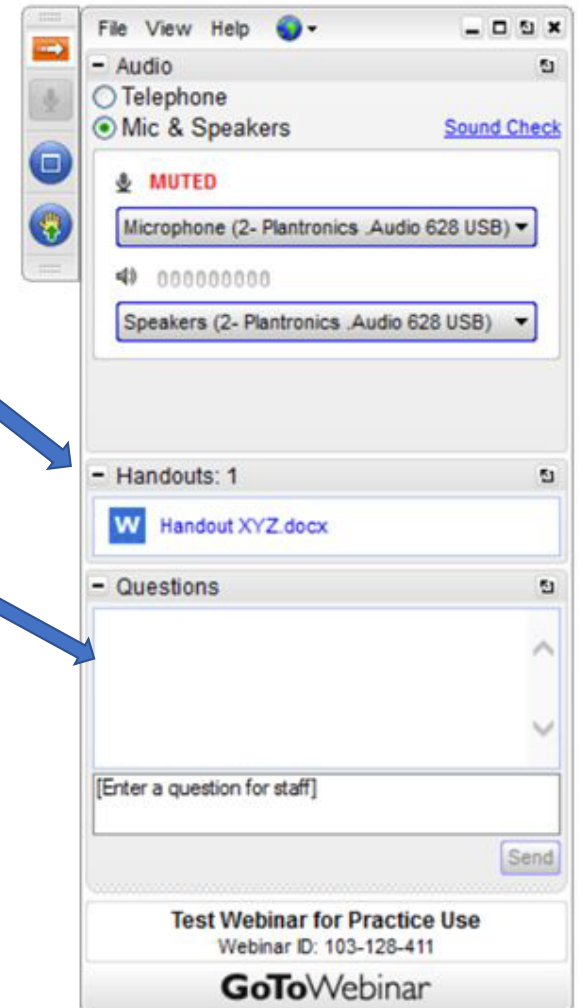 File View Help
Audio
Telephone
Mic & Speakers Sound Check
MUTED
Microphone (2- Plantronics .Audio 628 USB)
Speakers (2- Plantronics .Audio 628 USB)
Handouts: 1
W Handout XYZ.docx
Questions
[Enter a question for staff]
Send
Test Webinar for Practice Use
Webinar ID: 103-128-411
GoToWebinar